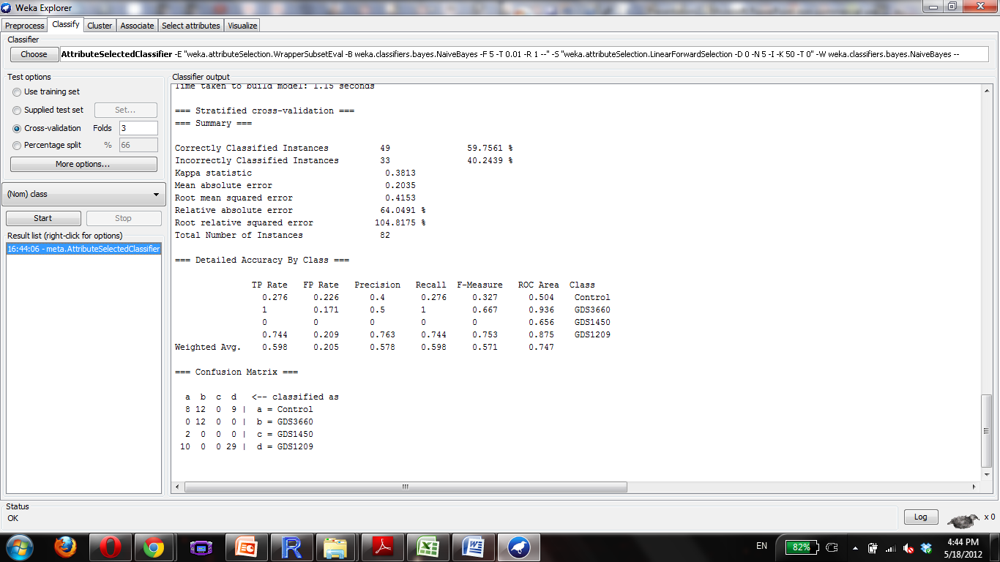 Weka Explorer
Preprocess Classify Cluster Associate Select attributes Visualize
Classifier
Choose AttributeSelectedClassifier -E "weka.attributeSelection.WrapperSubsetEval -B weka.classifiers.bayes.NaiveBayes -F 5 -T 0.01 -R 1 --" -S "weka.attributeSelection.LinearForwardSelection -D 0 -N 5 -I -K 50 -T 0" -W weka.classifiers.bayes.NaiveBayes --
Test options
Use training set
Supplied test set Set...
Cross-validation Folds 3
Percentage split % 66
More options...
(Nom) class
Start Stop
Result list (right-click for options)
16:44:06 - meta.AttributeSelectedClassifier
Classifier output
Time taken to build model: 1.15 seconds
=== Stratified cross-validation ===
=== Summary ===
Correctly Classified Instances 49 59.7561 %
Incorrectly Classified Instances 33 40.2439 %
Kappa statistic 0.3813
Mean absolute error 0.2035
Root mean squared error 0.4153
Relative absolute error 64.0491 %
Root relative squared error 104.8175 %
Total Number of Instances 82
=== Detailed Accuracy By Class ===
TP Rate FP Rate Precision Recall F-Measure ROC Area Class
0.276 0.226 0.4 0.276 0.327 0.504 Control
1 0.171 0.5 1 0.667 0.936 GDS3660
0 0 0 0 0 0.656 GDS1450
0.744 0.209 0.763 0.744 0.753 0.875 GDS1209
Weighted Avg. 0.598 0.205 0.578 0.598 0.571 0.747
=== Confusion Matrix ===
a b c d <-- classified as
8 12 0 9 | a = Control
0 12 0 0 | b = GDS3660
2 0 0 0 | c = GDS1450
10 0 0 29 | d = GDS1209
Status
OK
Log x 0
EN 82% 4:44 PM
5/18/2012